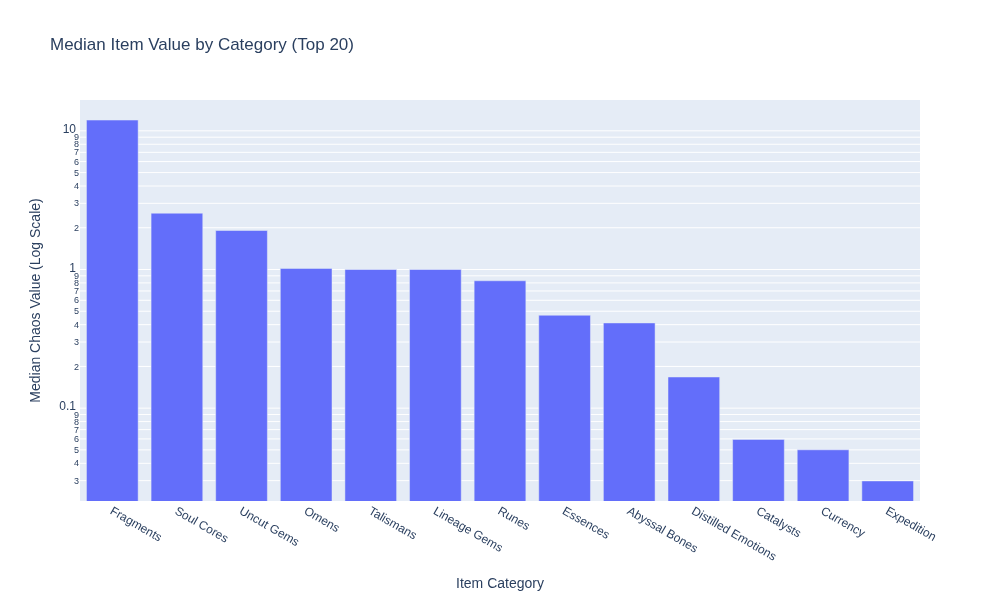 Median Item Value by Category (Top 20)
Median Chaos Value (Log Scale)
10
9
8
7
6
5
4
3
2
1
9
8
7
6
5
4
3
2
0.1
9
8
7
6
5
4
3
Fragments
Soul Cores
Uncut Gems
Omens
Talismans
Lineage Gems
Runes
Essences
Abyssal Bones
Distilled Emotions
Catalysts
Currency
Expedition
Item Category